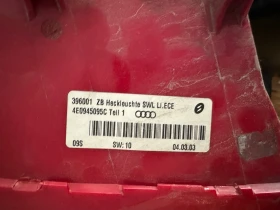 396001 ZB Heckleuchte SWL LI.ECE
4E0945095C Teil 1
09S SW:10 04.03.03